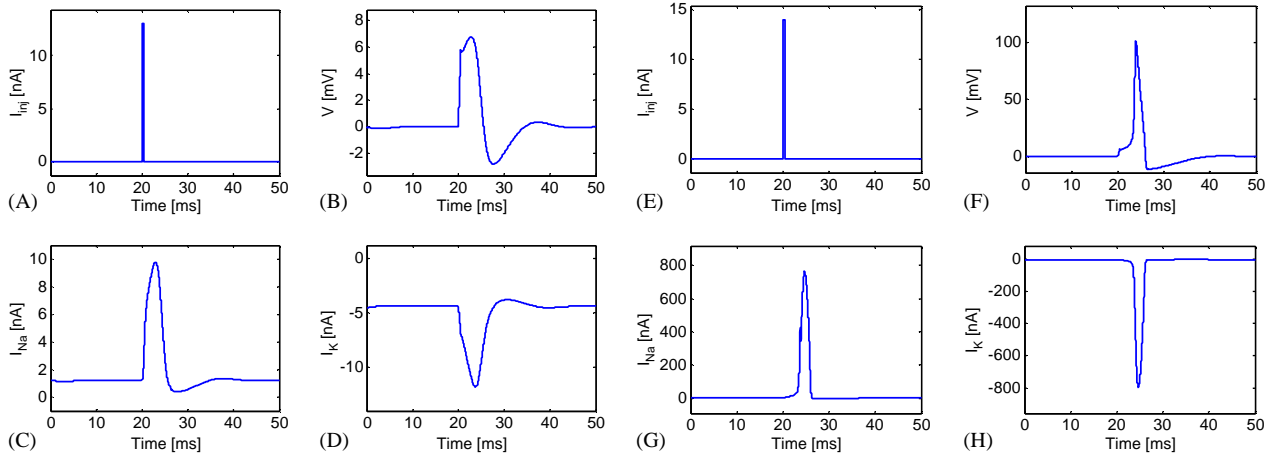 10
5
0
I_inj [nA]
0 10 20 30 40 50
(A)
Time [ms]
8
6
4
2
0
-2
V [mV]
0 10 20 30 40 50
(B)
Time [ms]
15
10
5
0
I_inj [nA]
0 10 20 30 40 50
(E)
Time [ms]
100
50
0
V [mV]
0 10 20 30 40 50
(F)
Time [ms]
10
8
6
4
2
0
I_Na [nA]
0 10 20 30 40 50
(C)
Time [ms]
0
-5
-10
I_K [nA]
0 10 20 30 40 50
(D)
Time [ms]
800
600
400
200
0
I_Na [nA]
0 10 20 30 40 50
(G)
Time [ms]
0
-200
-400
-600
-800
I_K [nA]
0 10 20 30 40 50
(H)
Time [ms]